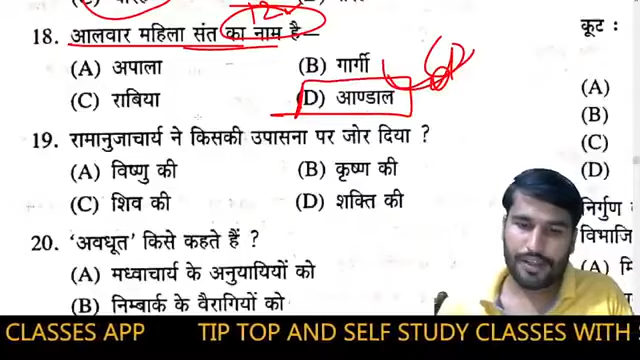 18. आलवार महिला संत का नाम है—
(A) अपाला (B) गार्गी
(C) राबिया (D) आण्डाल
19. रामानुजाचार्य ने किसकी उपासना पर जोर दिया ?
(A) विष्णु की (B) कृष्ण की
(C) शिव की (D) शक्ति की
20. 'अवधूत' किसे कहते हैं ?
(A) मध्वाचार्य के अनुयायियों को
(B) निम्बार्क के वैरागियों को
कूट :
(A)
(B)
(C)
(D)
निर्गुण
विभाजि
(A)
CLASSES APP TIP TOP AND SELF STUDY CLASSES WITH